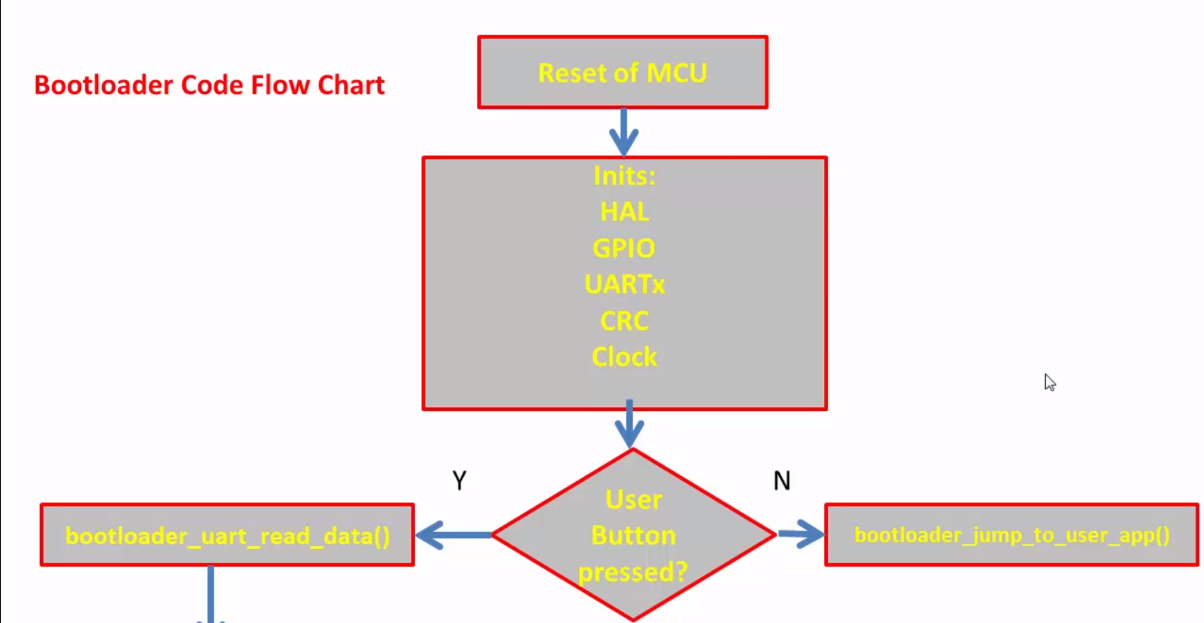 Bootloader Code Flow Chart
Reset of MCU
Inits:
HAL
GPIO
UARTx
CRC
Clock
Y
N
User
Button
pressed?
bootloader_uart_read_data()
bootloader_jump_to_user_app()